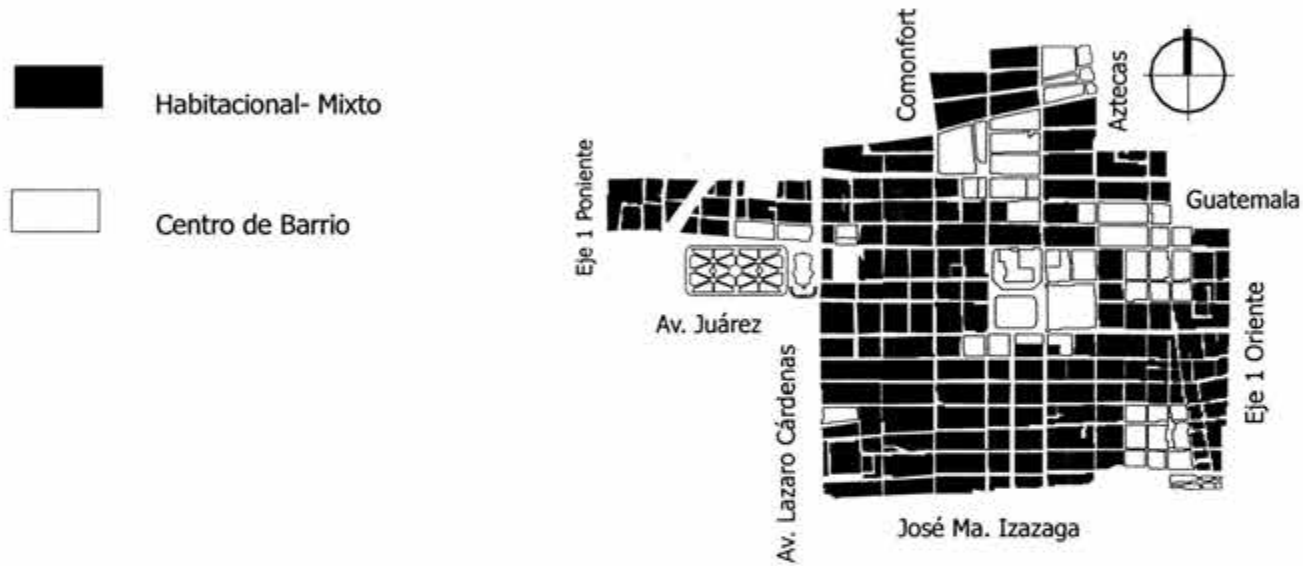 Habitacional- Mixto
Centro de Barrio
Comonfort
Aztecas
Eje 1 Poniente
Guatemala
Av. Juárez
Av. Lazaro Cárdenas
Eje 1 Oriente
José Ma. Izazaga